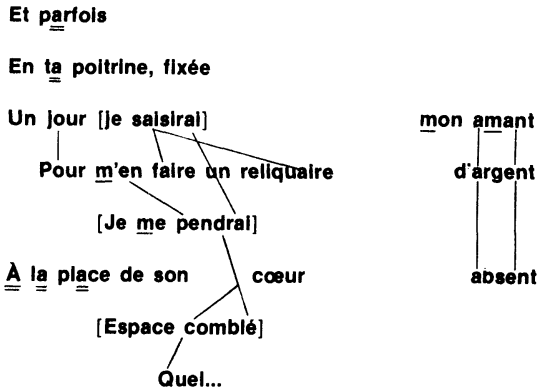 Et parfois
En ta poitrine, fixée
Un jour [je saisirai] mon amant
Pour m'en faire un reliquaire d'argent
[Je me pendrai]
À la place de son cœur absent
[Espace comblé]
Quel...